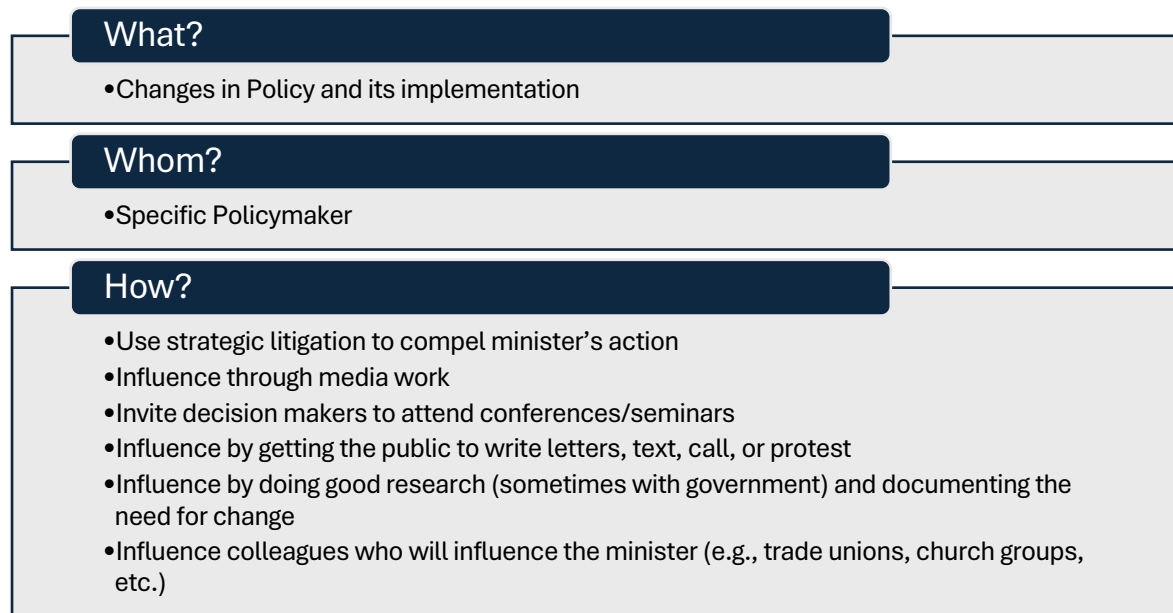 What?
•Changes in Policy and its implementation
Whom?
•Specific Policymaker
How?
•Use strategic litigation to compel minister’s action
•Influence through media work
•Invite decision makers to attend conferences/seminars
•Influence by getting the public to write letters, text, call, or protest
•Influence by doing good research (sometimes with government) and documenting the
need for change
•Influence colleagues who will influence the minister (e.g., trade unions, church groups,
etc.)